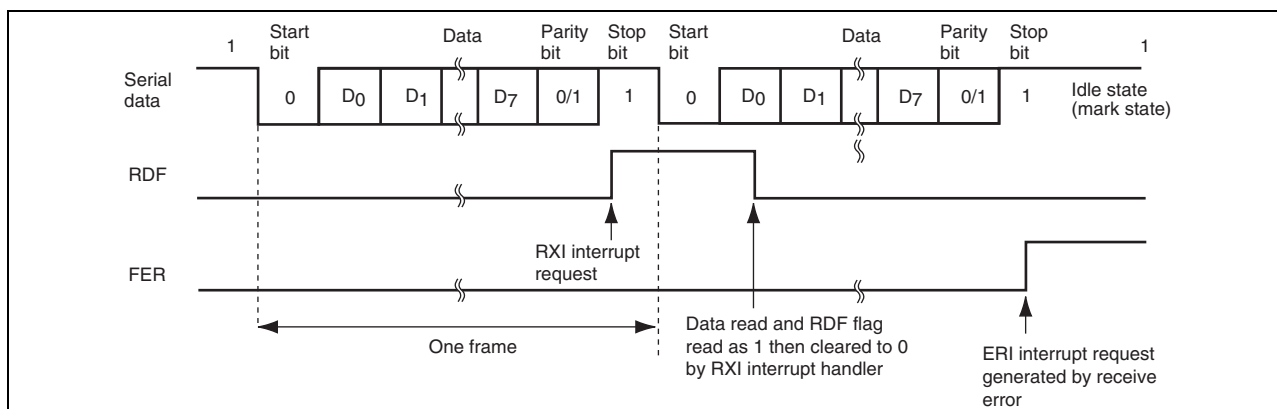 Start bit Data Parity bit Stop bit Start bit Data Parity bit Stop bit
1 1
Serial data 0 D0 D1 D7 0/1 1 0 D0 D1 D7 0/1 1 Idle state (mark state)
RDF
RXI interrupt request
FER
Data read and RDF flag
read as 1 then cleared to 0
by RXI interrupt handler
One frame
ERI interrupt request
generated by receive
error